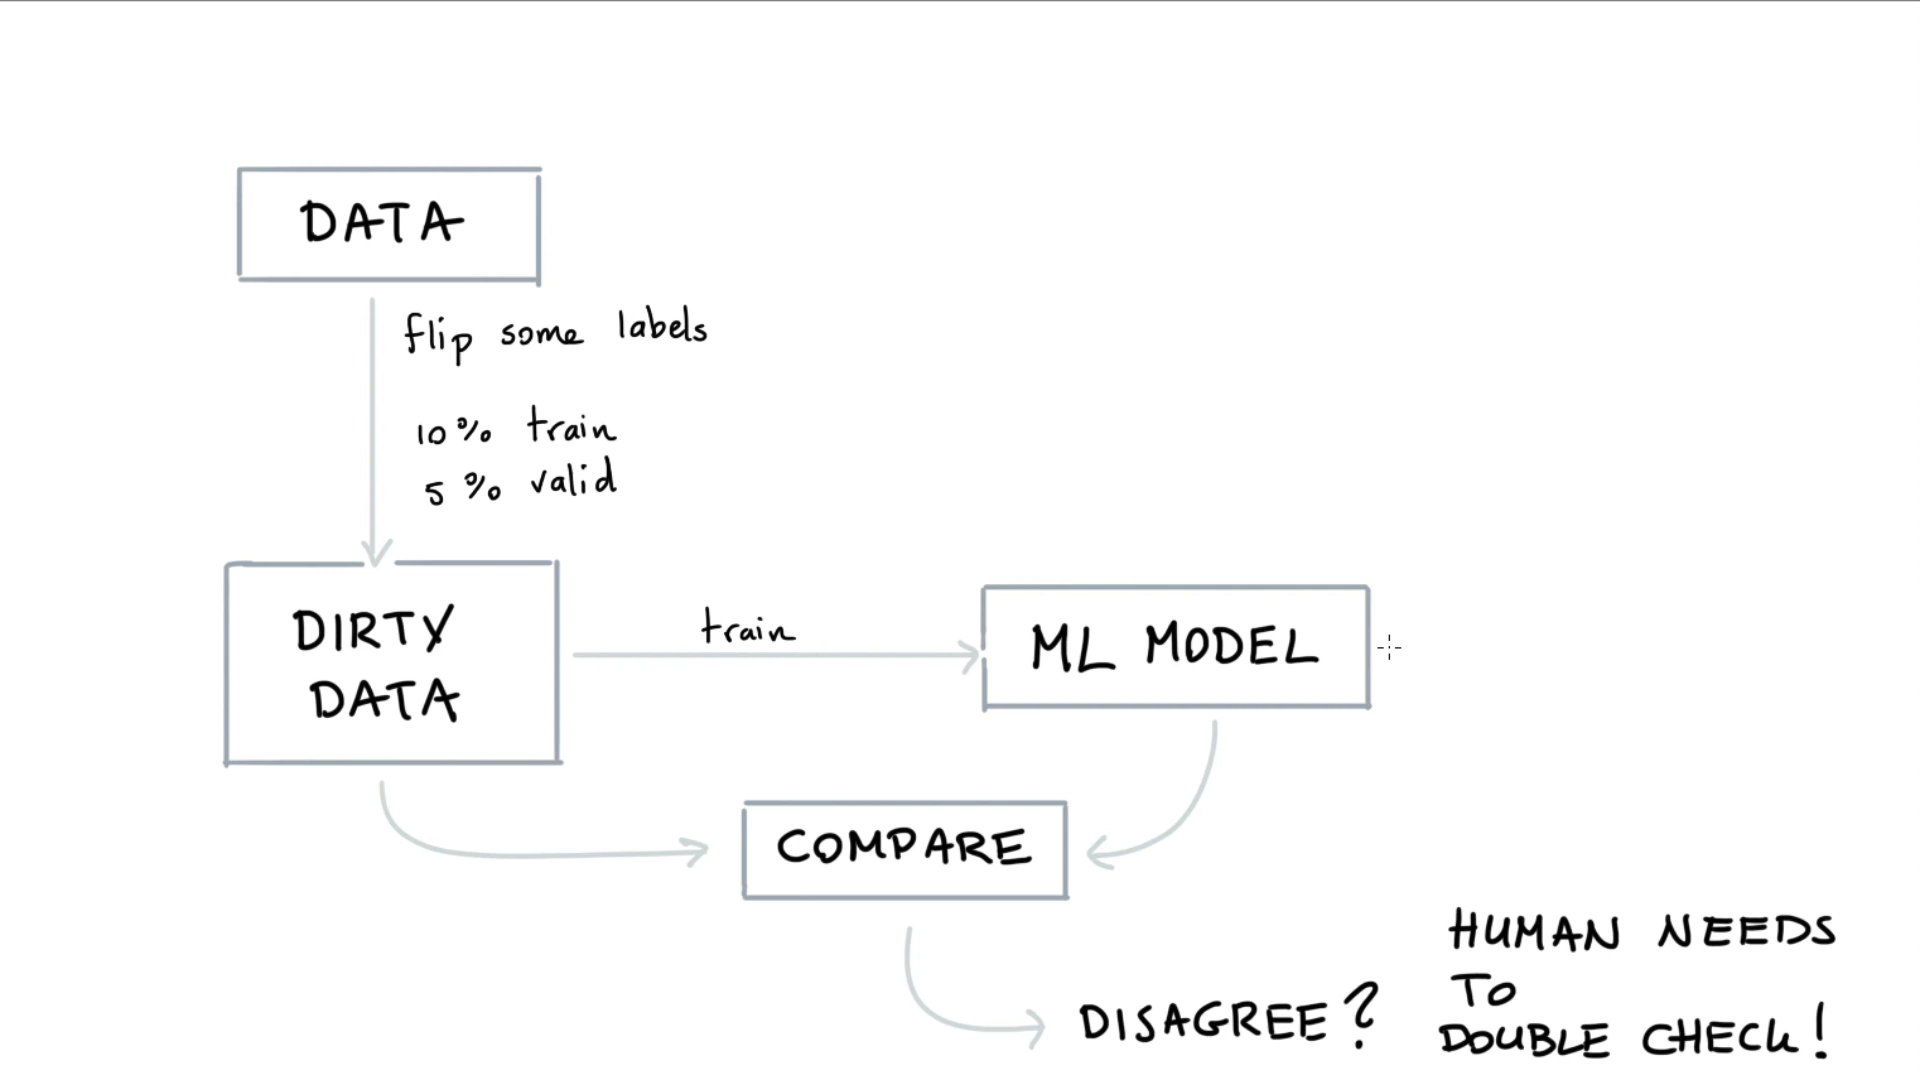 DATA
flip some labels
10% train
5% valid
DIRTY
DATA
train
ML MODEL
COMPARE
DISAGREE?
HUMAN NEEDS
TO
DOUBLE CHECK!